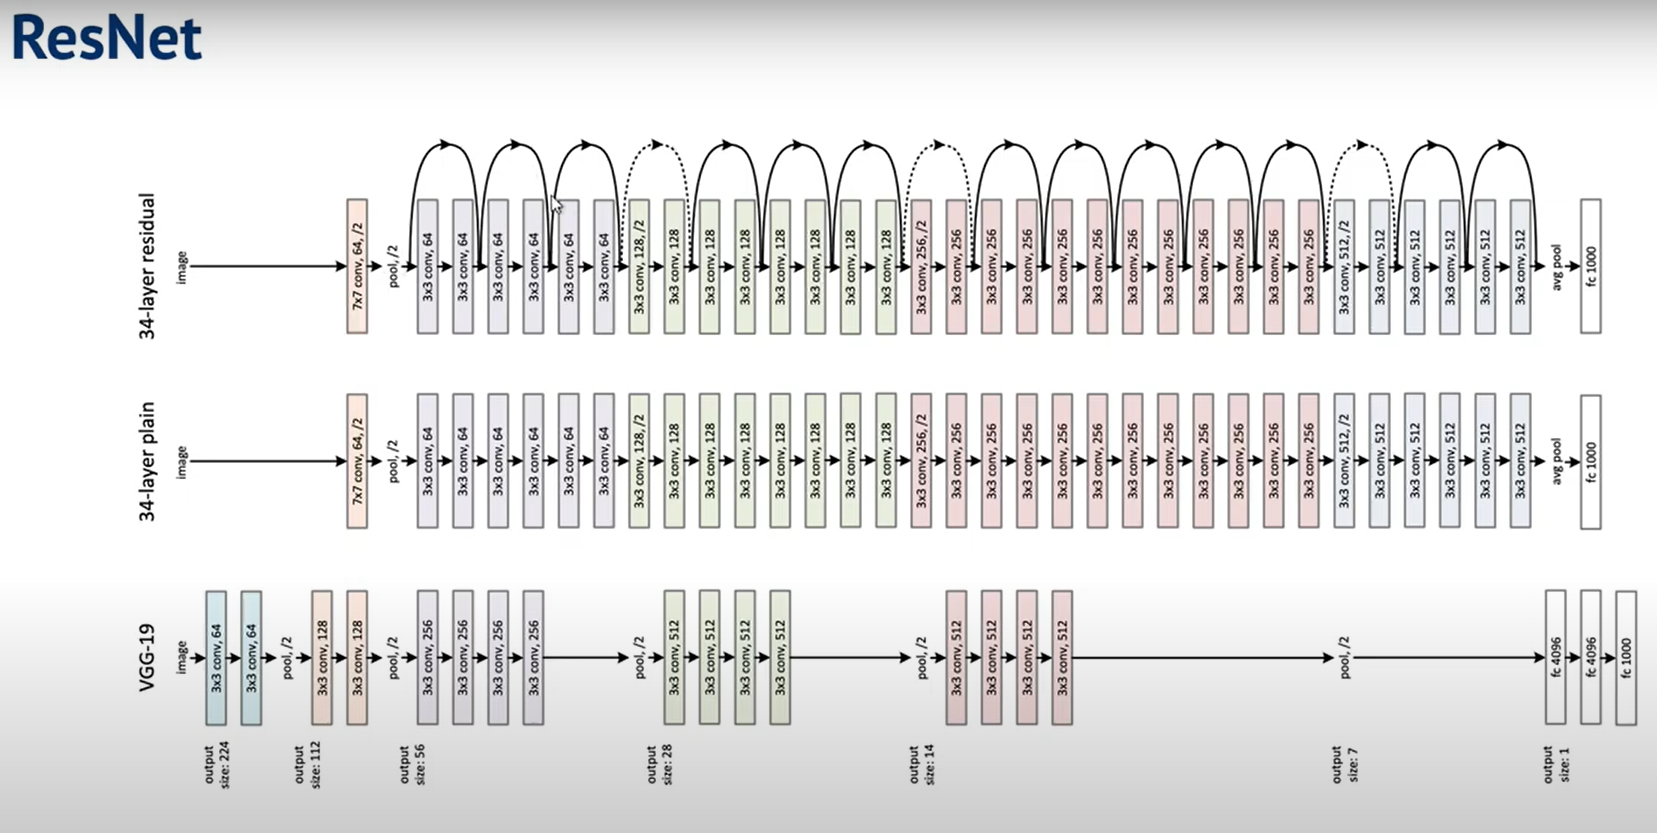 ResNet
34-layer residual
image
7x7 conv, 64, /2
pool, /2
3x3 conv, 64
3x3 conv, 64
3x3 conv, 64
3x3 conv, 64
3x3 conv, 64
3x3 conv, 64
3x3 conv, 128, /2
3x3 conv, 128
3x3 conv, 128
3x3 conv, 128
3x3 conv, 128
3x3 conv, 128
3x3 conv, 128
3x3 conv, 128
3x3 conv, 256, /2
3x3 conv, 256
3x3 conv, 256
3x3 conv, 256
3x3 conv, 256
3x3 conv, 256
3x3 conv, 256
3x3 conv, 256
3x3 conv, 256
3x3 conv, 256
3x3 conv, 256
3x3 conv, 256
3x3 conv, 512, /2
3x3 conv, 512
3x3 conv, 512
3x3 conv, 512
3x3 conv, 512
3x3 conv, 512
avg pool
fc 1000
34-layer plain
image
7x7 conv, 64, /2
pool, /2
3x3 conv, 64
3x3 conv, 64
3x3 conv, 64
3x3 conv, 64
3x3 conv, 64
3x3 conv, 64
3x3 conv, 128, /2
3x3 conv, 128
3x3 conv, 128
3x3 conv, 128
3x3 conv, 128
3x3 conv, 128
3x3 conv, 128
3x3 conv, 128
3x3 conv, 256, /2
3x3 conv, 256
3x3 conv, 256
3x3 conv, 256
3x3 conv, 256
3x3 conv, 256
3x3 conv, 256
3x3 conv, 256
3x3 conv, 256
3x3 conv, 256
3x3 conv, 256
3x3 conv, 256
3x3 conv, 512, /2
3x3 conv, 512
3x3 conv, 512
3x3 conv, 512
3x3 conv, 512
3x3 conv, 512
avg pool
fc 1000
VGG-19
image
3x3 conv, 64
3x3 conv, 64
pool, /2
3x3 conv, 128
3x3 conv, 128
pool, /2
3x3 conv, 256
3x3 conv, 256
3x3 conv, 256
3x3 conv, 256
pool, /2
3x3 conv, 512
3x3 conv, 512
3x3 conv, 512
3x3 conv, 512
pool, /2
3x3 conv, 512
3x3 conv, 512
3x3 conv, 512
3x3 conv, 512
pool, /2
fc 4096
fc 4096
fc 1000
output
size: 224
output
size: 112
output
size: 56
output
size: 28
output
size: 14
output
size: 7
output
size: 1